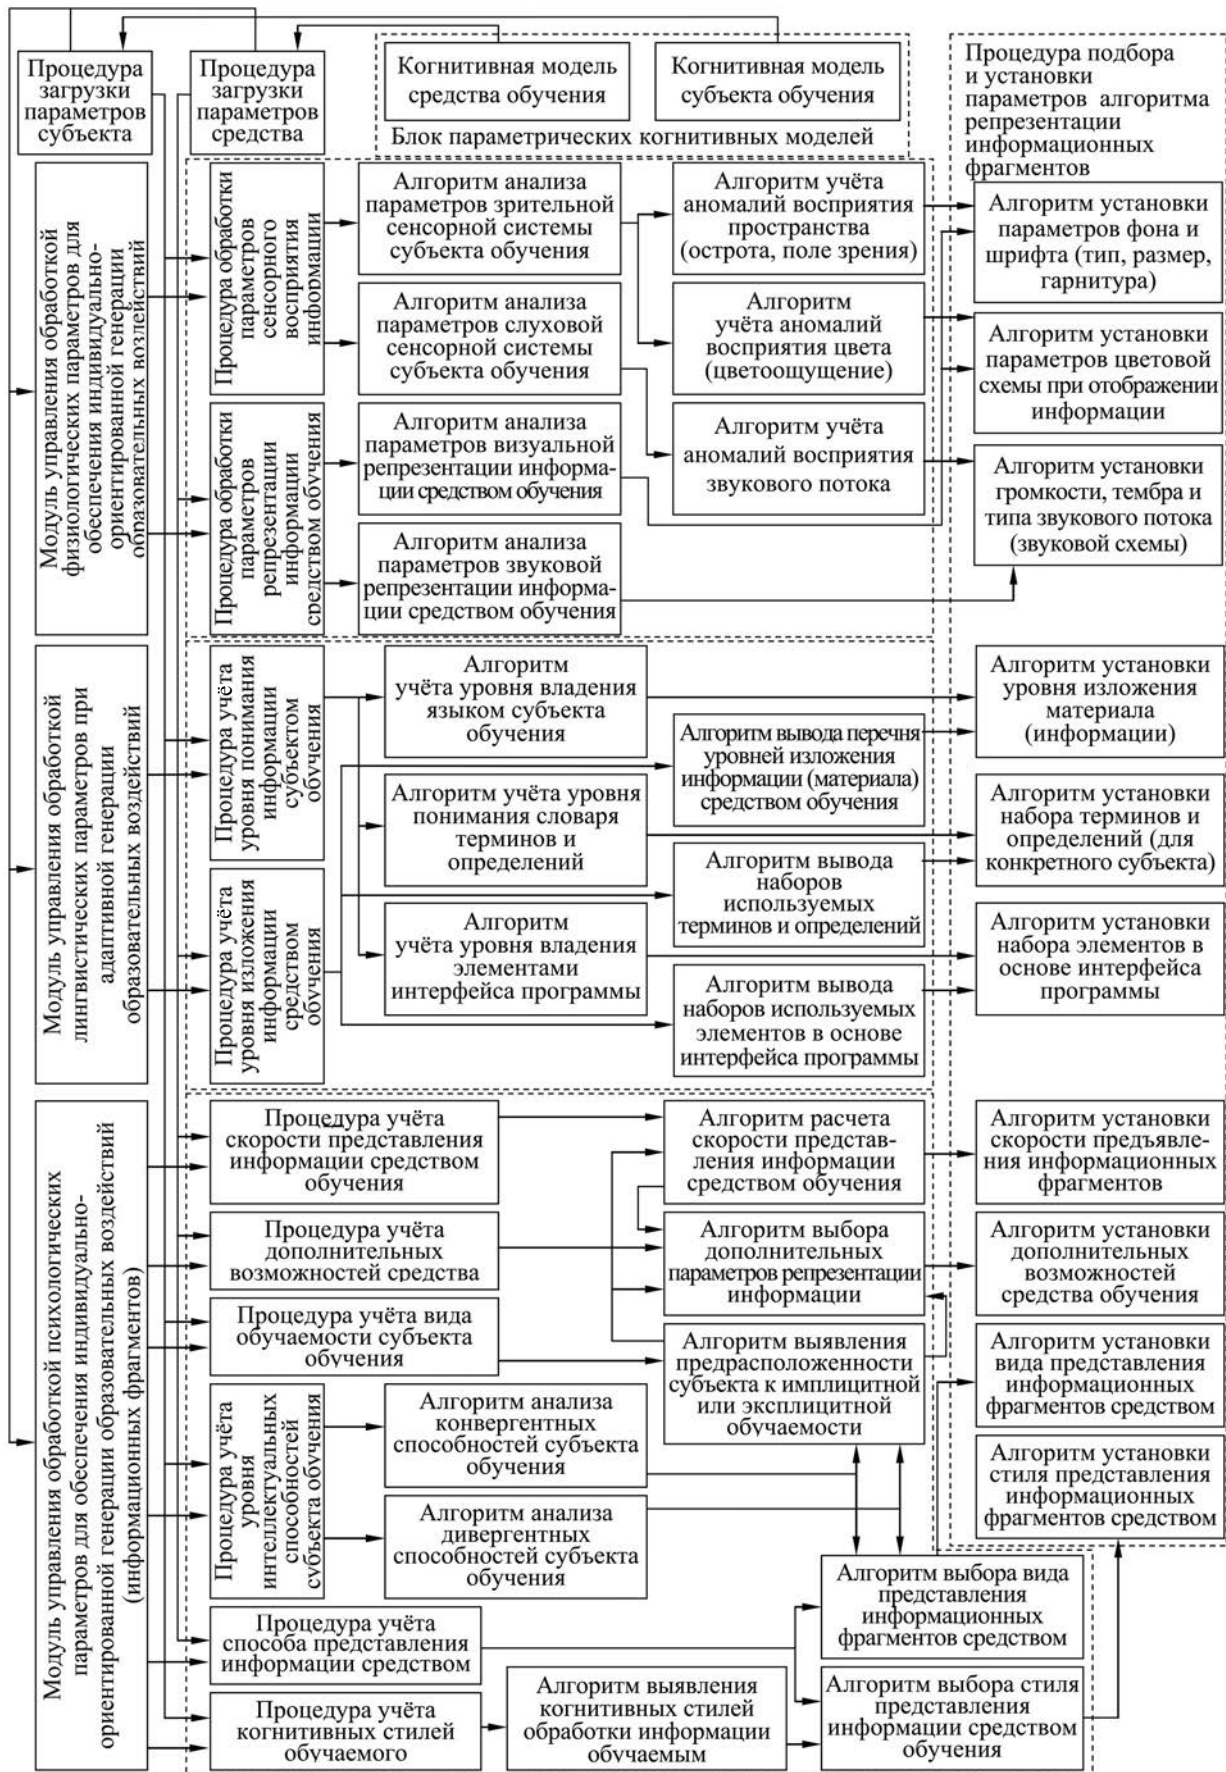 Процедура
загрузки
параметров
субъекта
Процедура
загрузки
параметров
средства
Когнитивная модель
средства обучения
Когнитивная модель
субъекта обучения
Блок параметрических когнитивных моделей
Процедура подбора
и установки
параметров алгоритма
репрезентации
информационных
фрагментов
Модуль управления обработкой
физиологических параметров для
обеспечения индивидуально-
ориентированной генерации
образовательных воздействий
Процедура обработки
параметров
сенсорного
восприятия
информации
Алгоритм анализа
параметров зрительной
сенсорной системы
субъекта обучения
Алгоритм учёта
аномалий восприятия
пространства
(острота, поле зрения)
Алгоритм установки
параметров фона и
шрифта (тип, размер,
гарнитура)
Алгоритм анализа
параметров слуховой
сенсорной системы
субъекта обучения
Алгоритм
учёта аномалий
восприятия цвета
(цветоощущение)
Алгоритм установки
параметров цветовой
схемы при отображении
информации
Процедура обработки
параметров
репрезентации
информации
средством обучения
Алгоритм анализа
параметров визуальной
репрезентации информа-
ции средством обучения
Алгоритм учёта
аномалий восприятия
звукового потока
Алгоритм установки
громкости, тембра и
типа звукового потока
(звуковой схемы)
Алгоритм анализа
параметров звуковой
репрезентации информа-
ции средством обучения
Модуль управления обработкой
лингвистических параметров при
адаптивной генерации
образовательных воздействий
Процедура учёта
уровня понимания
информации
субъектом
обучения
Алгоритм
учёта уровня владения
языком субъекта
обучения
Алгоритм установки
уровня изложения
материала
(информации)
Алгоритм вывода перечня
уровней изложения
информации (материала)
средством обучения
Алгоритм учёта уровня
понимания словаря
терминов и
определений
Алгоритм установки
набора терминов и
определений (для
конкретного субъекта)
Процедура учёта
уровня изложения
информации
средством
обучения
Алгоритм вывода
наборов
используемых
терминов и определений
Алгоритм
учёта уровня владения
элементами
интерфейса программы
Алгоритм установки
набора элементов в
основе интерфейса
программы
Алгоритм вывода
наборов используемых
элементов в основе
интерфейса программы
Модуль управления обработкой психологических
параметров для обеспечения индивидуально-
ориентированной генерации образовательных воздействий
(информационных фрагментов)
Процедура учёта
скорости представления
информации средством
обучения
Алгоритм расчета
скорости представ-
ления информации
средством обучения
Алгоритм установки
скорости предъявле-
ния информационных
фрагментов
Процедура учёта
дополнительных
возможностей средства
Алгоритм выбора
дополнительных
параметров репрезентации
информации
Алгоритм установки
дополнительных
возможностей
средства обучения
Процедура учёта вида
обучаемости субъекта
обучения
Алгоритм выявления
предрасположенности
субъекта к имплицитной
или эксплицитной
обучаемости
Алгоритм установки
вида представления
информационных
фрагментов средством
Процедура учёта
уровня
интеллектуальных
способностей
субъекта обучения
Алгоритм анализа
конвергентных
способностей субъекта
обучения
Алгоритм установки
стиля представления
информационных
фрагментов средством
Алгоритм анализа
дивергентных
способностей субъекта
обучения
Алгоритм выбора вида
представления
информационных
фрагментов средством
Процедура учёта
способа представления
информации средством
Процедура учёта
когнитивных стилей
обучаемого
Алгоритм выявления
когнитивных стилей
обработки информации
обучаемым
Алгоритм выбора стиля
представления
информации средством
обучения